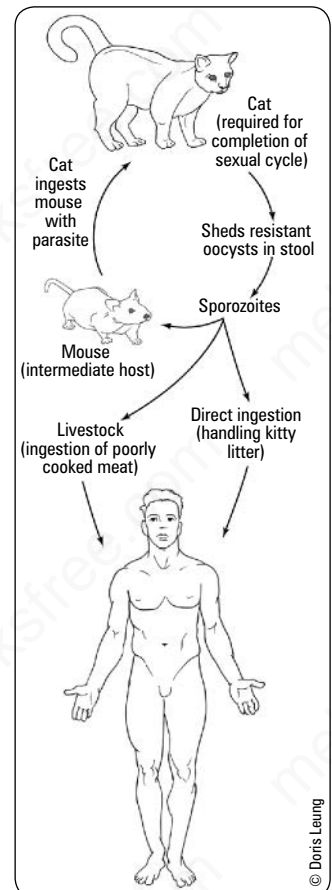 Cat
(required for
completion of
sexual cycle)
Cat
ingests
mouse
with
parasite
Sheds resistant
oocysts in stool
Sporozoites
Mouse
(intermediate host)
Livestock
(ingestion of poorly
cooked meat)
Direct ingestion
(handling kitty
litter)
© Doris Leung